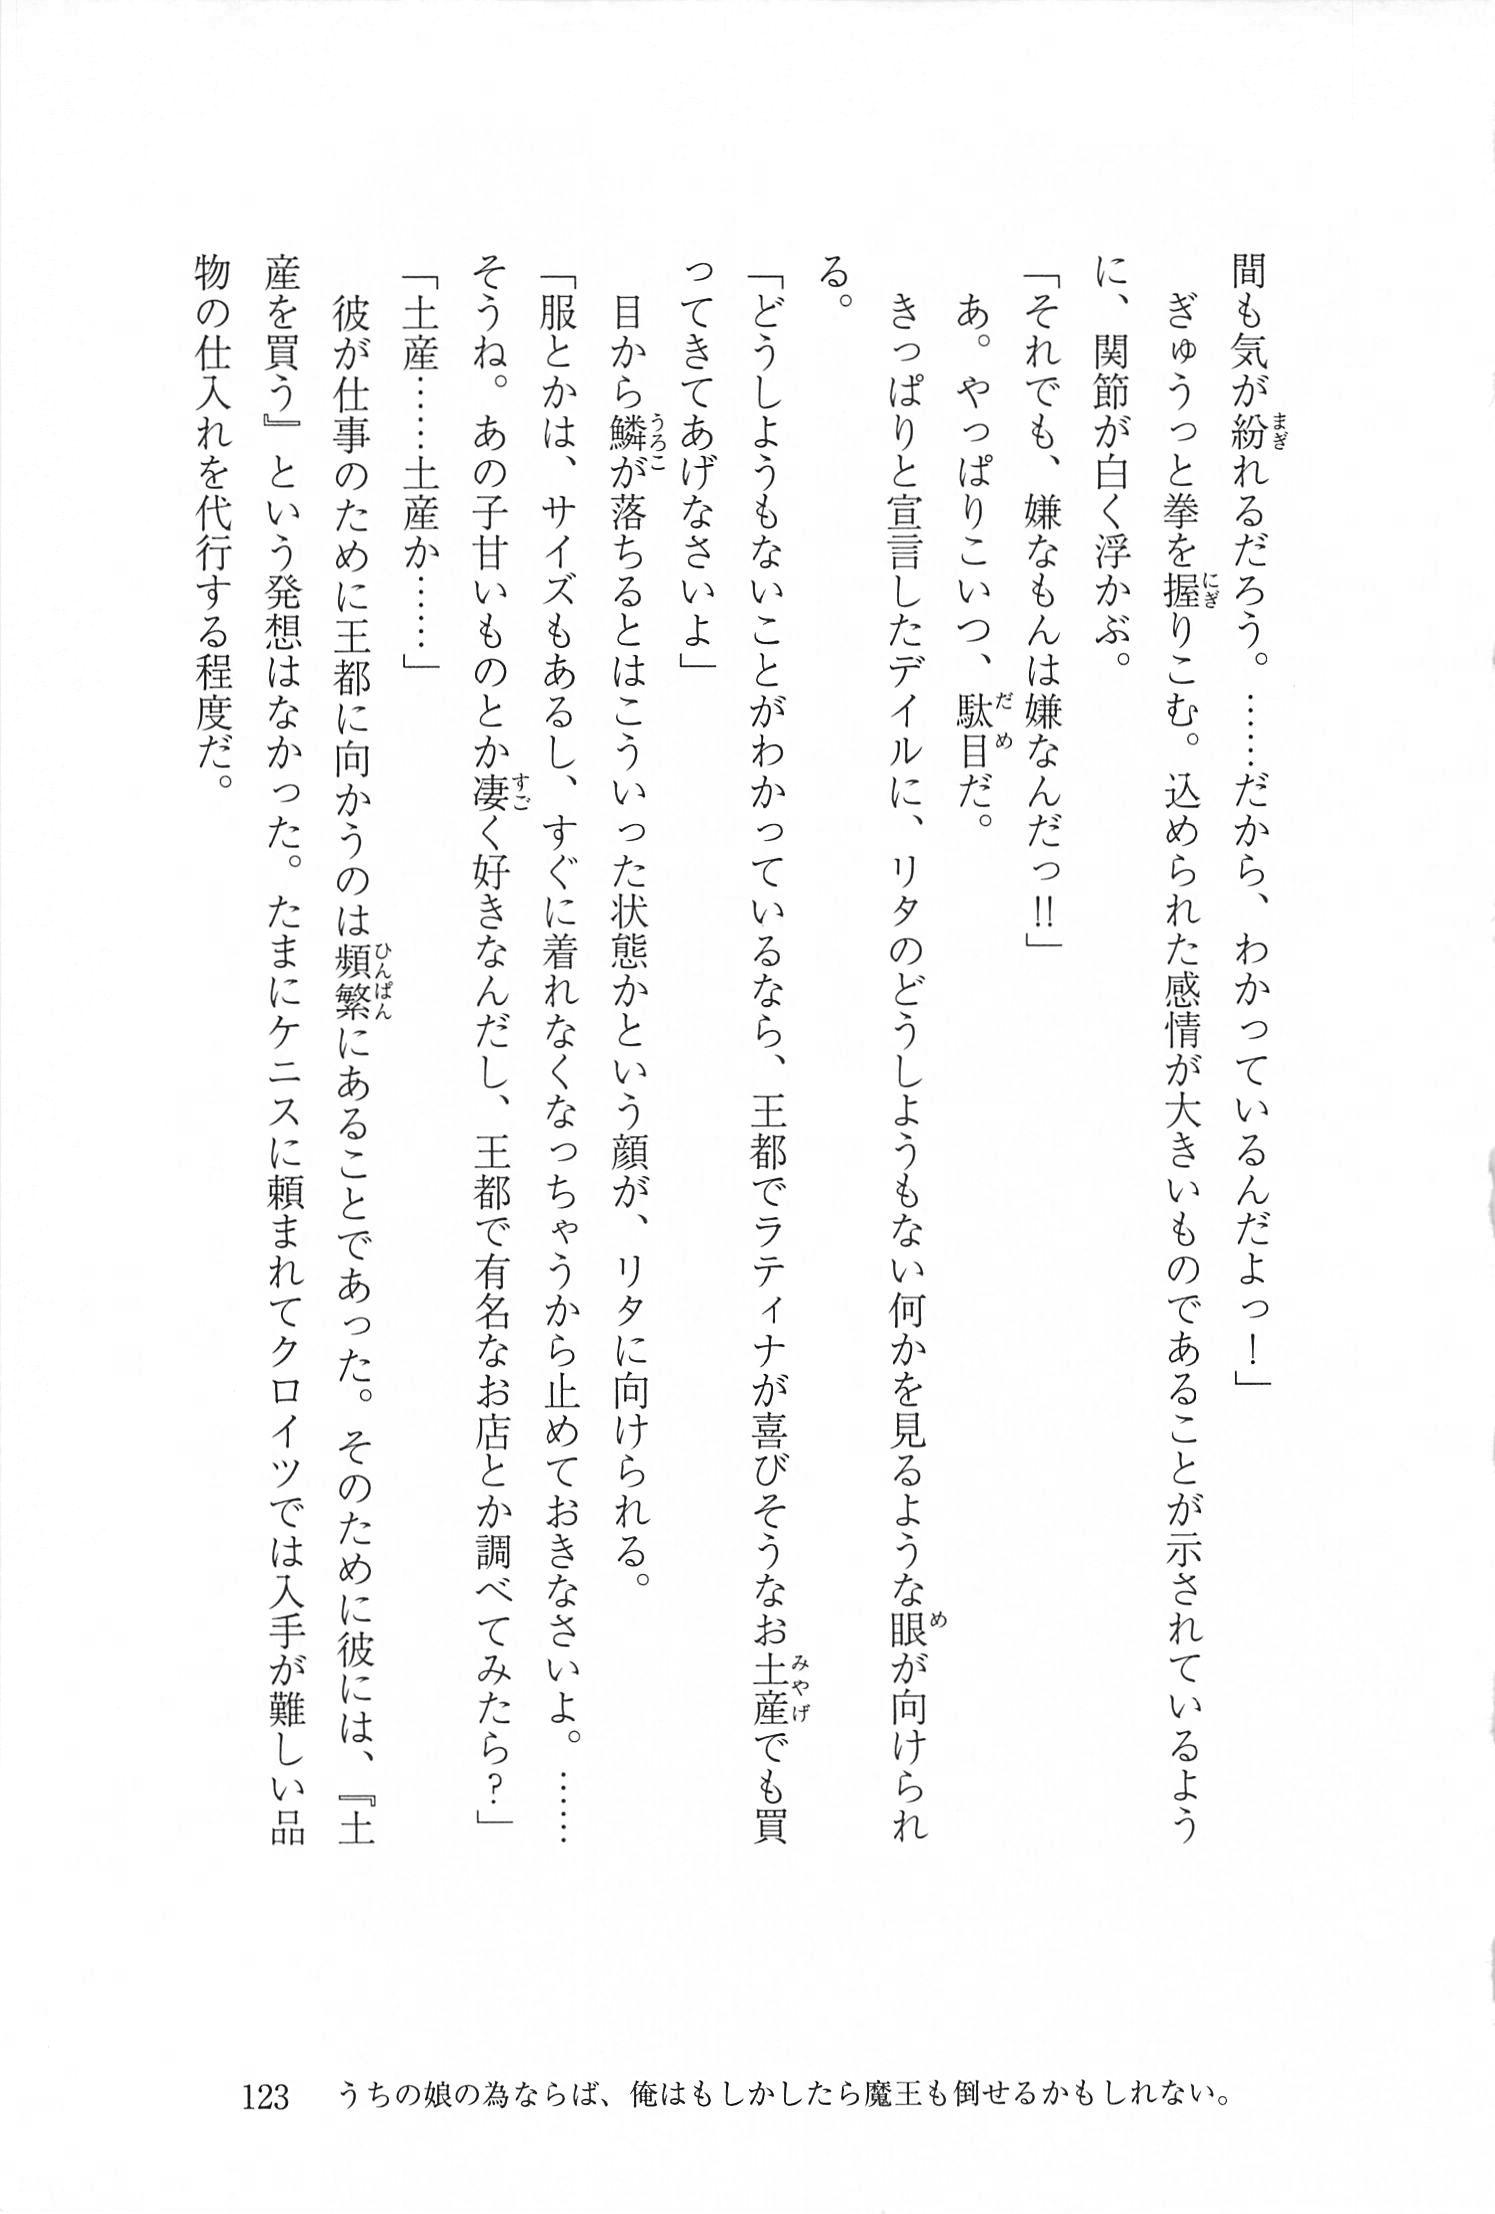 間も気が紛れるだろう。……だから、わかっているんだよっ！」
ぎゅうっと拳を握りこむ。込められた感情が大きいものであることが示されているよう
に、関節が白く浮かぶ。
「それでも、嫌なもんは嫌なんだっ!!」
あ。やっぱりこいつ、駄目だ。
きっぱりと宣言したデイルに、リタのどうしようもない何かを見るような眼が向けられ
る。
「どうしようもないことがわかっているなら、王都でラティナが喜びそうなお土産でも買
ってきてあげなさいよ」
目から鱗が落ちるとはこういった状態かという顔が、リタに向けられる。
「服とかは、サイズもあるし、すぐに着れなくなっちゃうから止めておきなさいよ。……
そうね。あの子甘いものとか凄く好きなんだし、王都で有名なお店とか調べてみたら？」
「土産……土産か……」
彼が仕事のために王都に向かうのは頻繁にあることであった。そのために彼には、『土
産を買う』という発想はなかった。たまにケニスに頼まれてクロイツでは入手が難しい品
物の仕入れを代行する程度だ。
123 うちの娘の為ならば、俺はもしかしたら魔王も倒せるかもしれない。